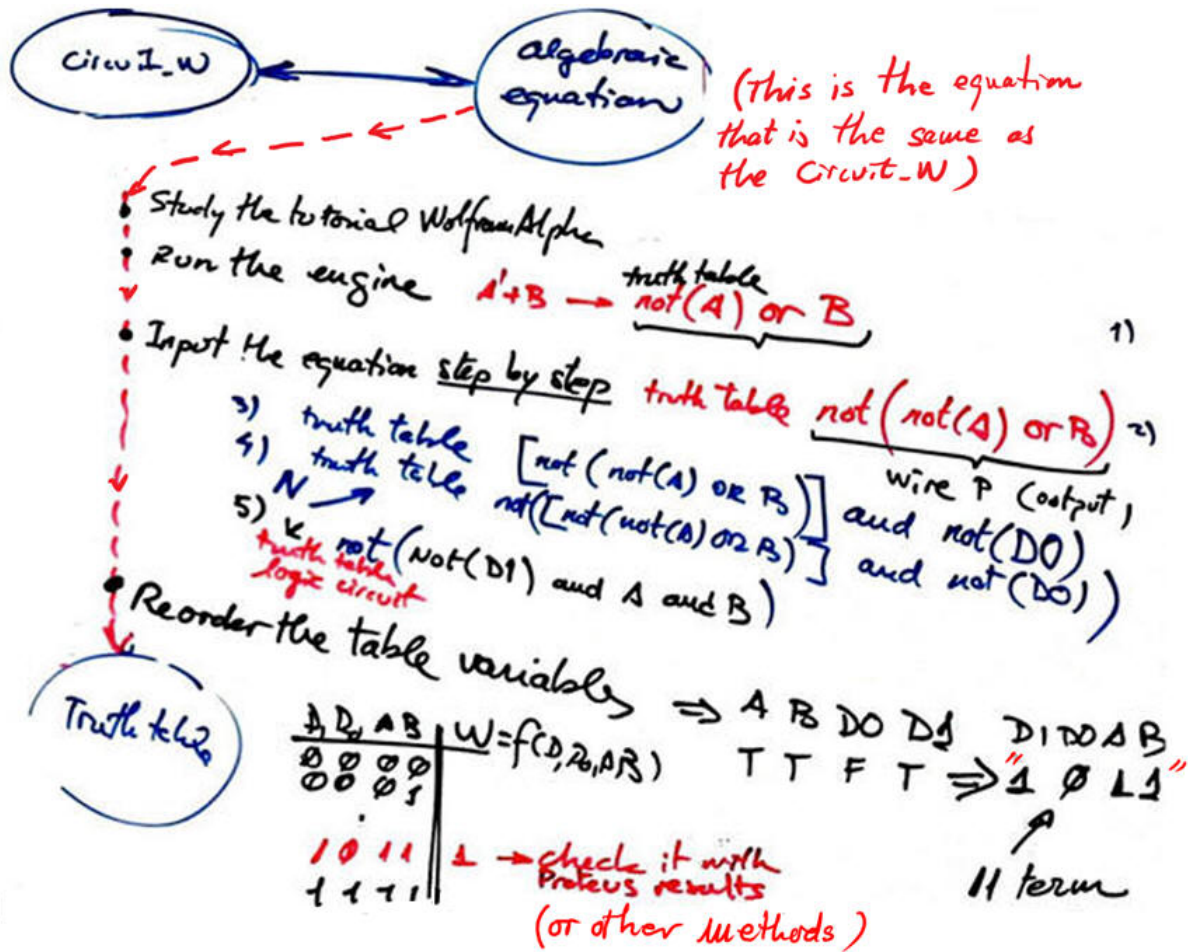 CircuI_W
algebraic
equation
(This is the equation
that is the same as
the Circuit_W)
• Study the tutorial WolframAlpha
• Run the engine A'+B → truth table not(A) or B 1)
• Input the equation step by step truth table not(not(A) or B) 2)
wire P (output)
3) truth table [not(not(A) or B)] and not(D0)
4) truth table not([not(not(A) or B)] and not(D0))
N
5) not(Not(D1) and A and B)
truth table
logic circuit
• Reorder the table variables ⇒ A B D0 D1 D1 D0 A B
T T F T ⇒ "1 0 1 1"
11 term
Truth table
D1 D0 A B W=f(D1,D0,A,B)
0 0 0 0
0 0 0 1
.
1 0 1 1 1 → check it with
Proteus results
1 1 1 1
(or other methods)